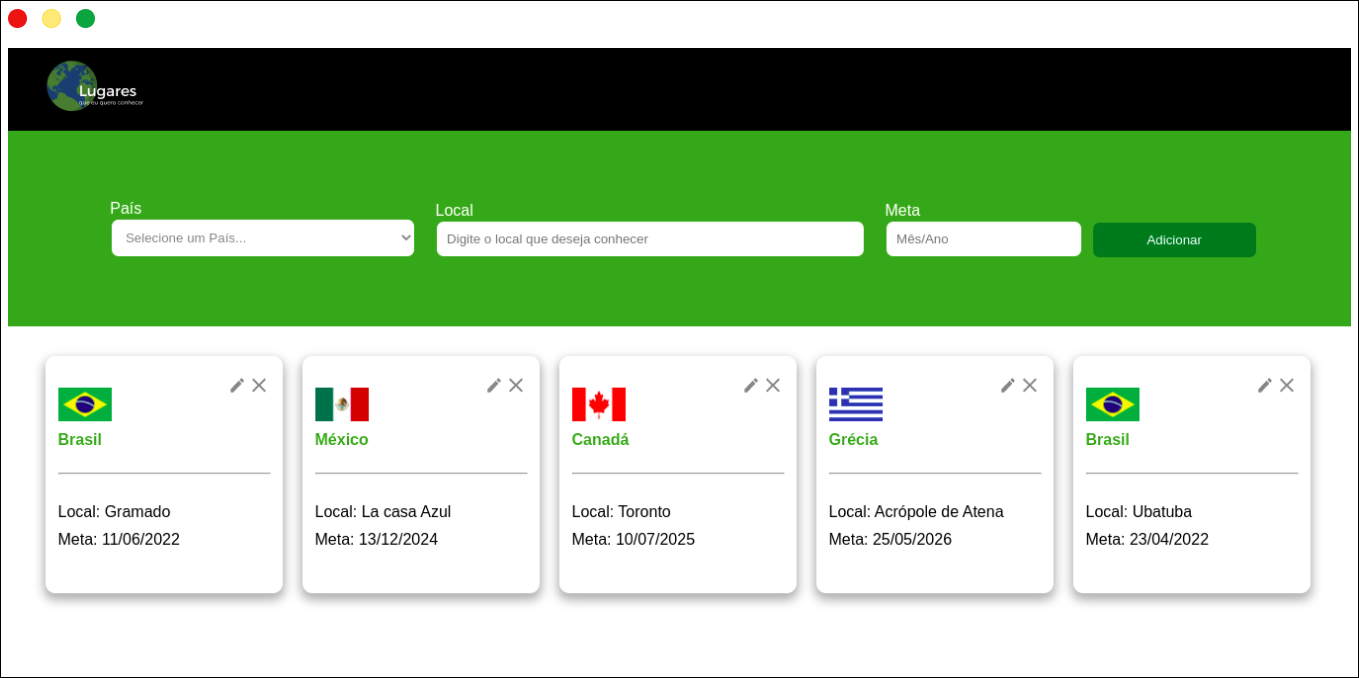 Lugares
que eu quero conhecer
País
Local
Meta
Selecione um País...
Digite o local que deseja conhecer
Mês/Ano
Adicionar
Brasil
Local: Gramado
Meta: 11/06/2022
México
Local: La casa Azul
Meta: 13/12/2024
Canadá
Local: Toronto
Meta: 10/07/2025
Grécia
Local: Acrópole de Atena
Meta: 25/05/2026
Brasil
Local: Ubatuba
Meta: 23/04/2022